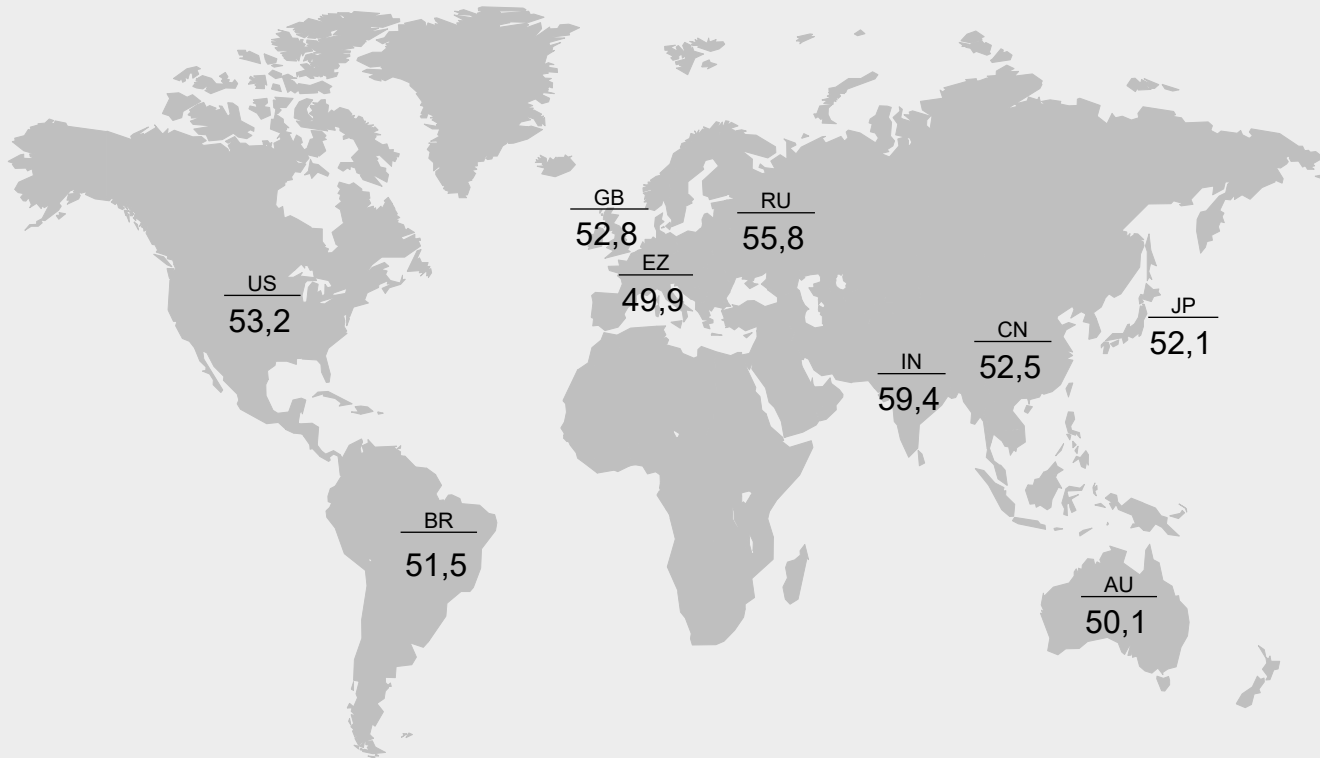 GB
52,8
RU
55,8
EZ
49,9
US
53,2
JP
52,1
CN
52,5
IN
59,4
BR
51,5
AU
50,1